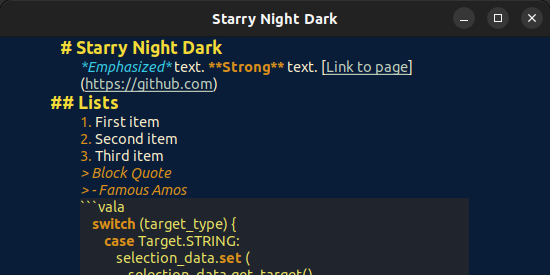 Starry Night Dark
# Starry Night Dark
*Emphasized* text. **Strong** text. [Link to page]
(https://github.com)
## Lists
1. First item
2. Second item
3. Third item
> Block Quote
> - Famous Amos
```vala
switch (target_type) {
case Target.STRING:
selection_data.set (
selection_data.get_target()